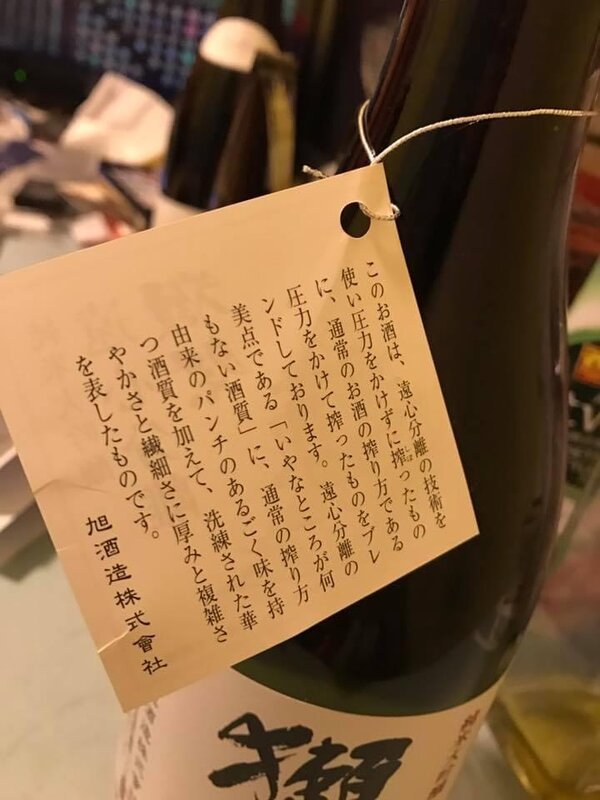 このお酒は、遠心分離の技術を
使い圧力をかけずに搾ったもの
に、通常のお酒の搾り方である
圧力をかけて搾ったものをブレ
ンドしております。遠心分離の
美点である「いやなところが何
もない酒質」に、通常の搾り方
由来のパンチのあるごく味を持
つ酒質を加えて、洗練された華
やかさと繊細さに厚みと複雑さ
を表したものです。
旭酒造株式會社
獺